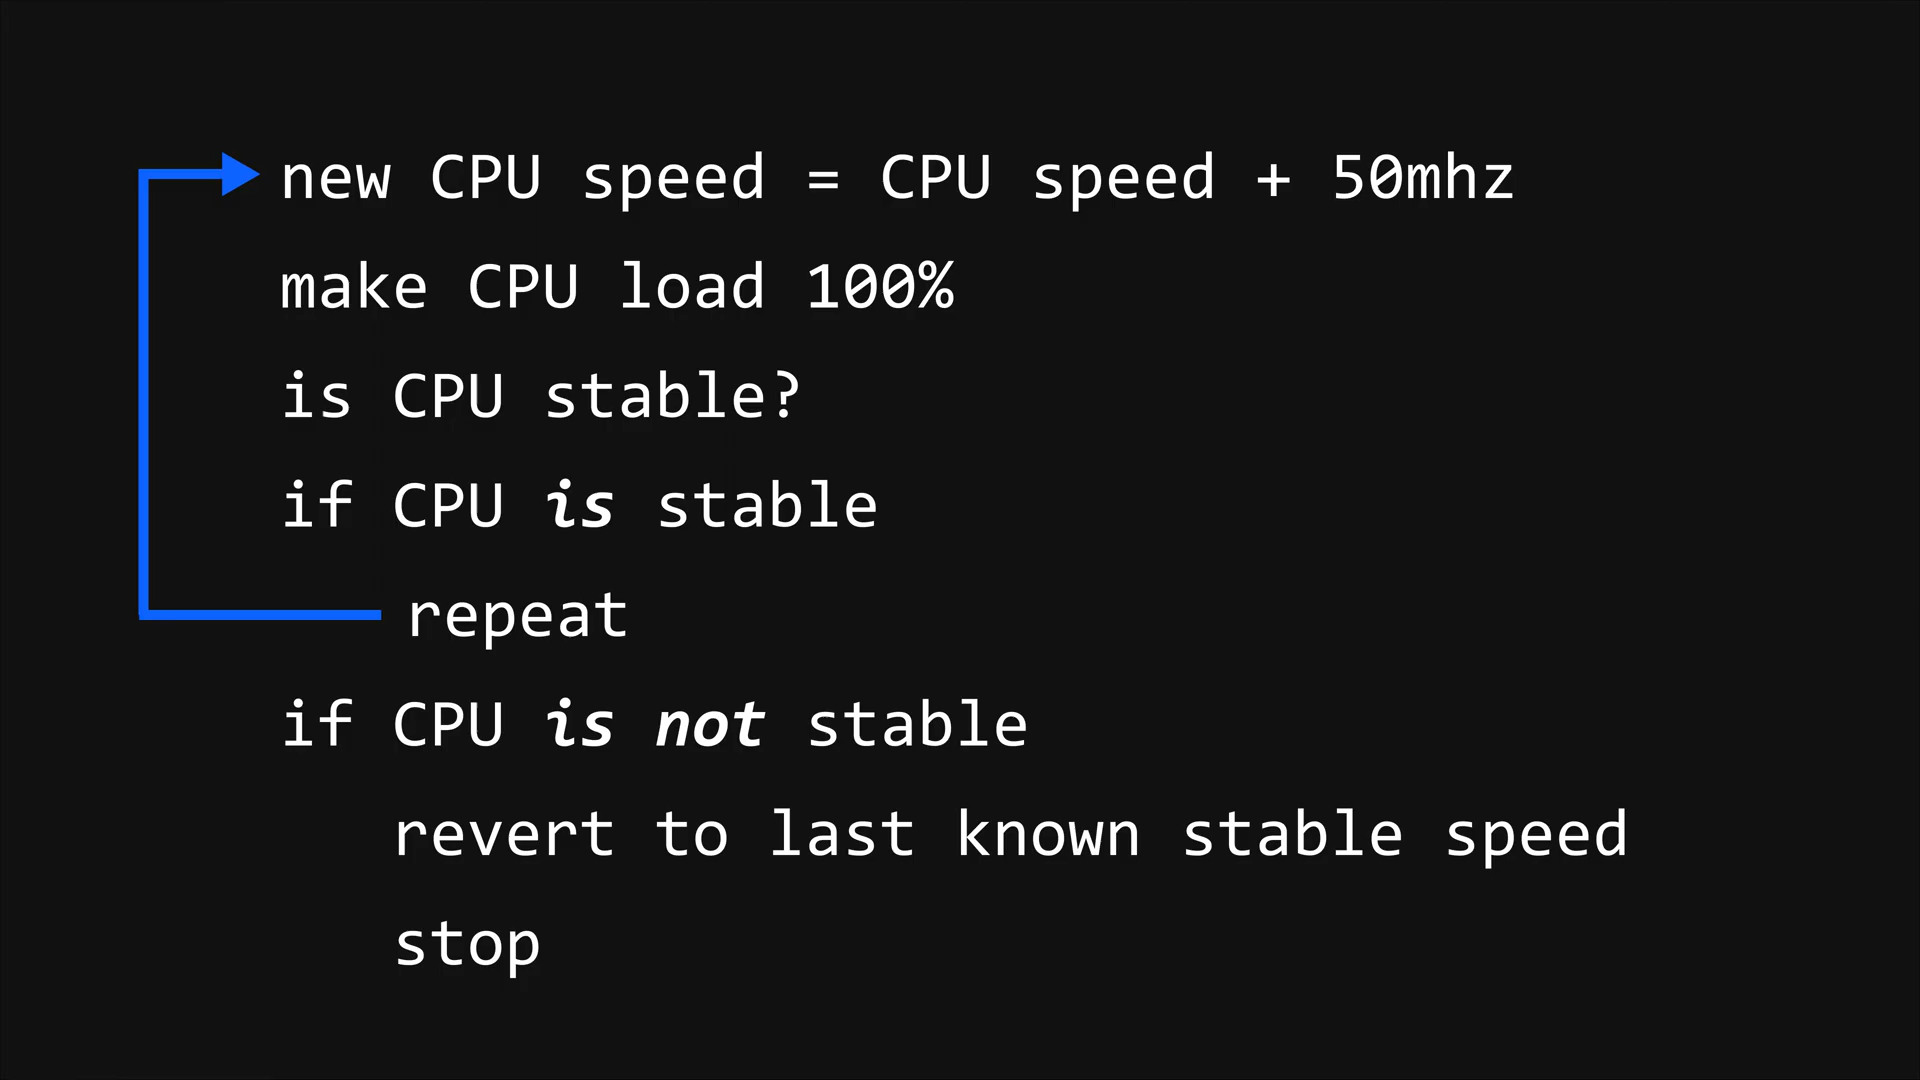 new CPU speed = CPU speed + 50mhz
make CPU load 100%
is CPU stable?
if CPU is stable
repeat
if CPU is not stable
revert to last known stable speed
stop